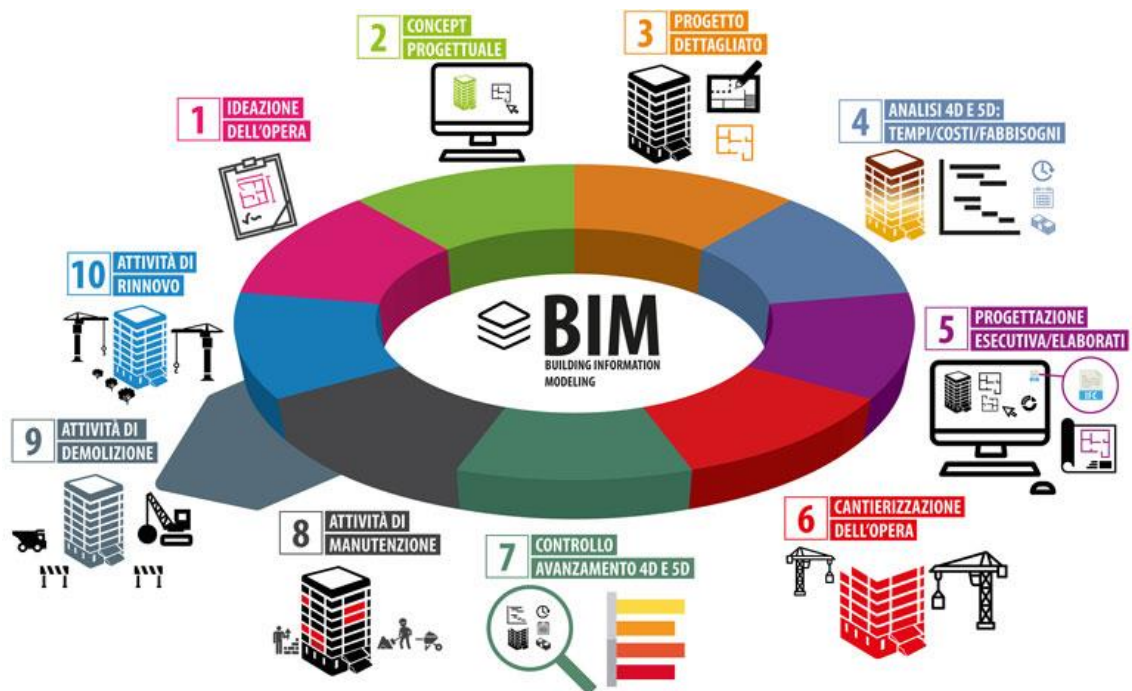 1
IDEAZIONE
DELL'OPERA
2
CONCEPT
PROGETTUALE
3
PROGETTO
DETTAGLIATO
4
ANALISI 4D E 5D:
TEMPI/COSTI/FABBISOGNI
5
PROGETTAZIONE
ESECUTIVA/ELABORATI
IFC
6
CANTIERIZZAZIONE
DELL'OPERA
7
CONTROLLO
AVANZAMENTO 4D E 5D
8
ATTIVITÀ DI
MANUTENZIONE
9
ATTIVITÀ DI
DEMOLIZIONE
10
ATTIVITÀ DI
RINNOVO
BIM
BUILDING INFORMATION
MODELING